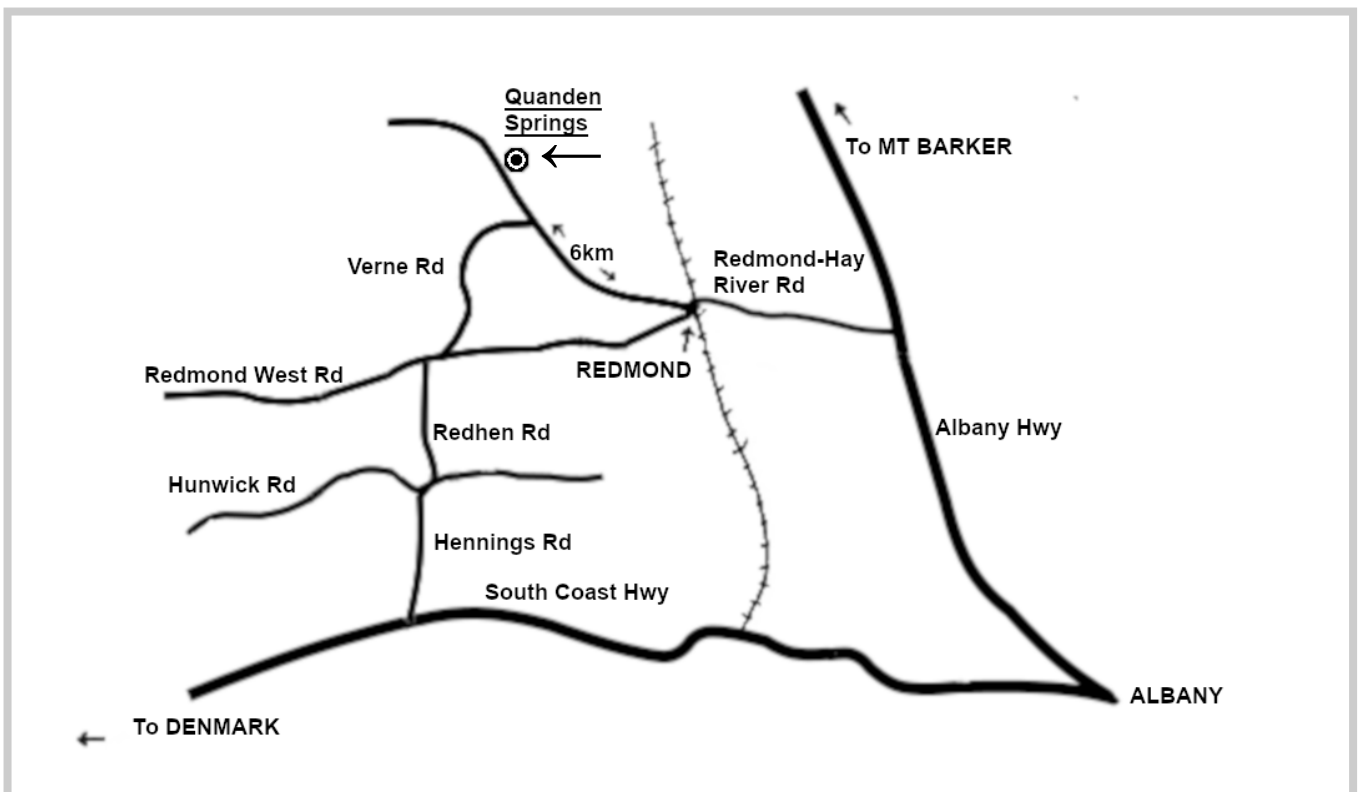 Quanden
Springs
To MT BARKER
6km
Redmond-Hay
River Rd
Verne Rd
REDMOND
Redmond West Rd
Albany Hwy
Redhen Rd
Hunwick Rd
Hennings Rd
South Coast Hwy
ALBANY
To DENMARK